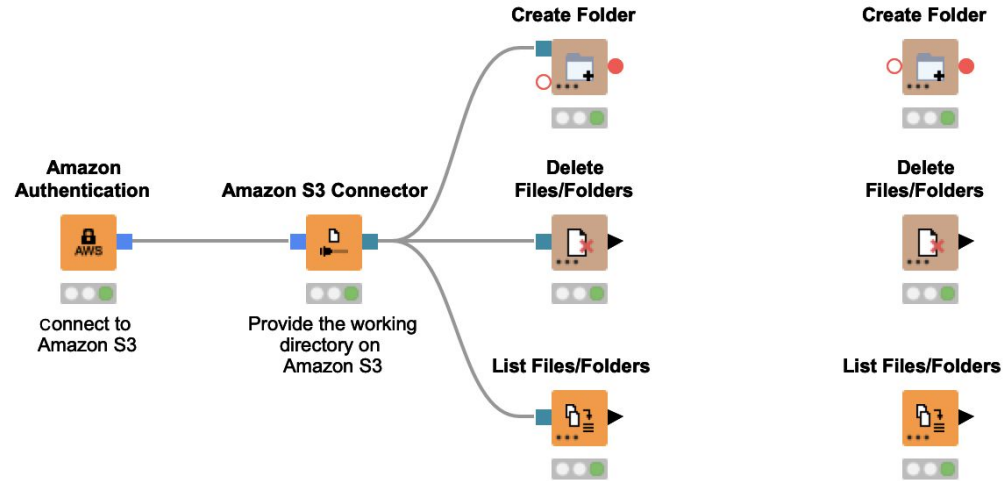 Create Folder
Create Folder
Amazon
Authentication
Amazon S3 Connector
Delete
Files/Folders
Delete
Files/Folders
AWS
Connect to
Amazon S3
Provide the working
directory on
Amazon S3
List Files/Folders
List Files/Folders